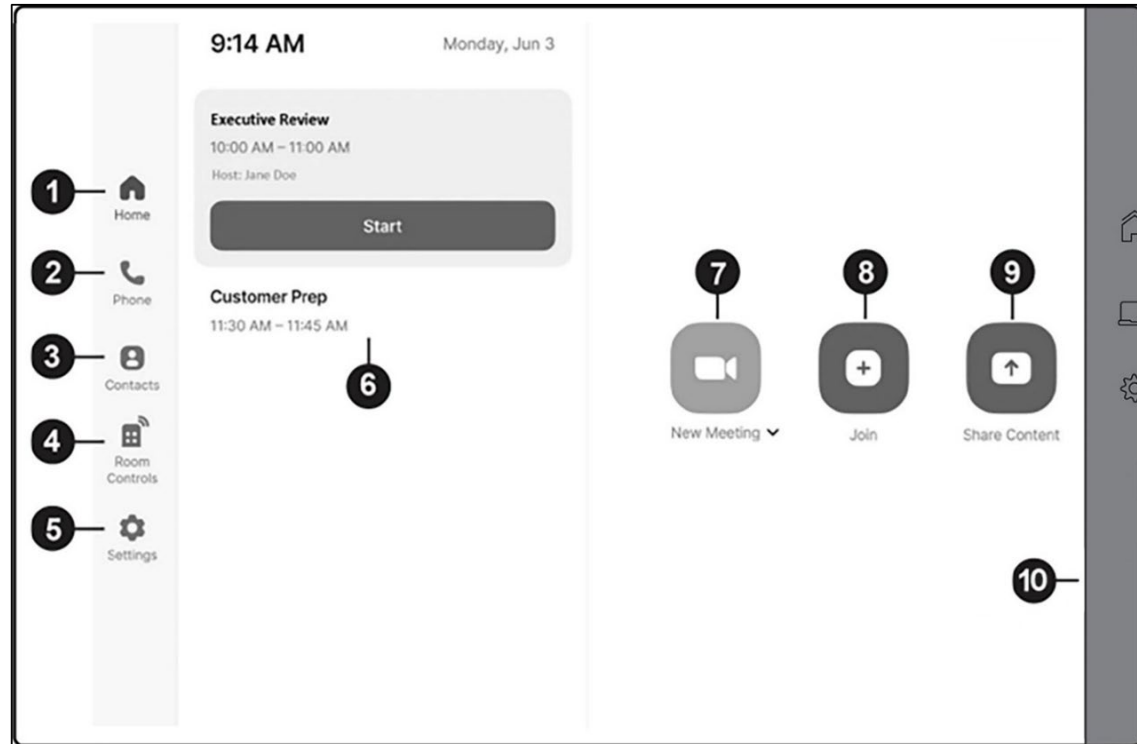 9:14 AM
Monday, Jun 3
Executive Review
10:00 AM – 11:00 AM
Host: Jane Doe
Start
Customer Prep
11:30 AM – 11:45 AM
1
Home
2
Phone
3
Contacts
4
Room
Controls
5
Settings
6
7
New Meeting
8
Join
9
Share Content
10